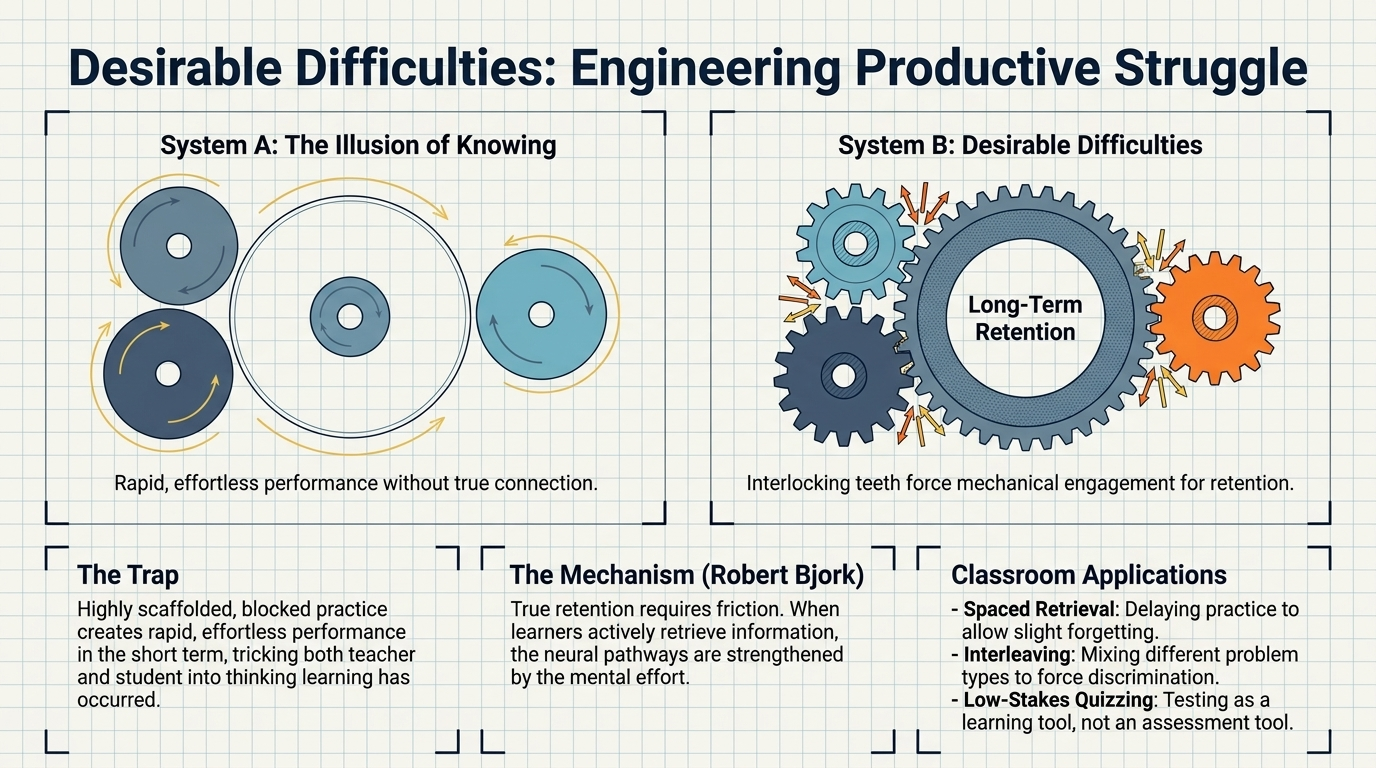 Desirable Difficulties: Engineering Productive Struggle
System A: The Illusion of Knowing
Rapid, effortless performance without true connection.
System B: Desirable Difficulties
Long-Term
Retention
Interlocking teeth force mechanical engagement for retention.
The Trap
Highly scaffolded, blocked practice
creates rapid, effortless performance
in the short term, tricking both teacher
and student into thinking learning has
occurred.
The Mechanism (Robert Bjork)
True retention requires friction. When
learners actively retrieve information,
the neural pathways are strengthened
by the mental effort.
Classroom Applications
- Spaced Retrieval: Delaying practice to
allow slight forgetting.
- Interleaving: Mixing different problem
types to force discrimination.
- Low-Stakes Quizzing: Testing as a
learning tool, not an assessment tool.